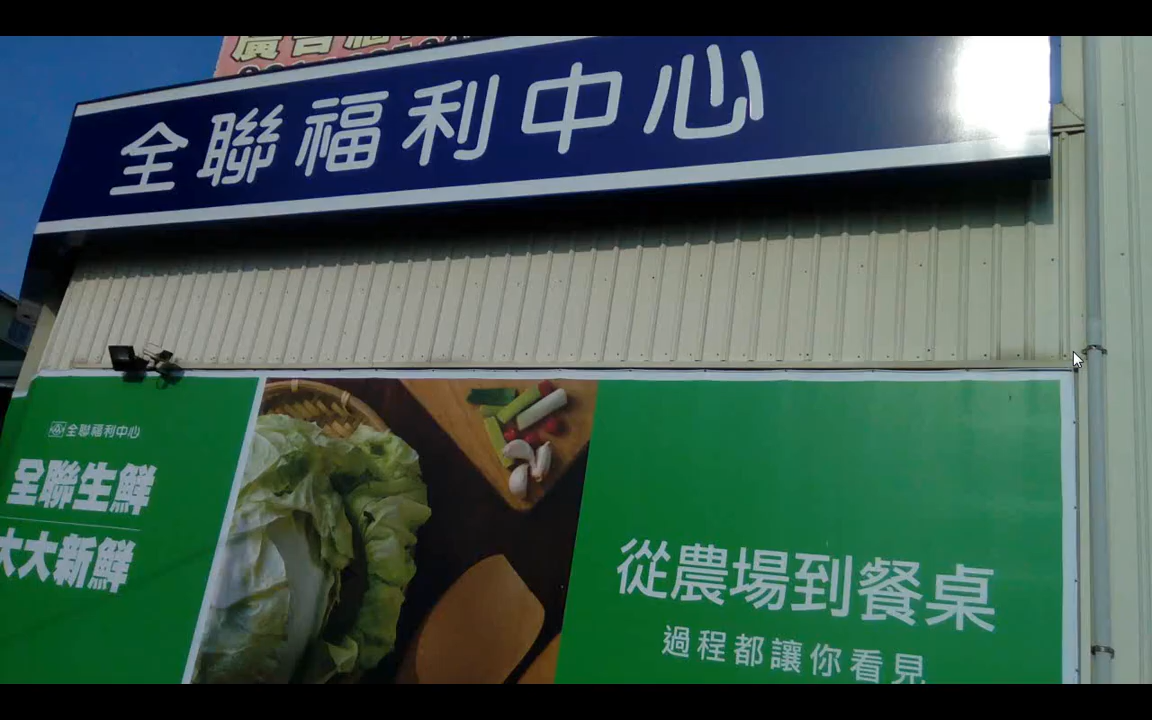 全聯福利中心
全聯福利中心
全聯生鮮
大大新鮮
從農場到餐桌
過程都讓你看見